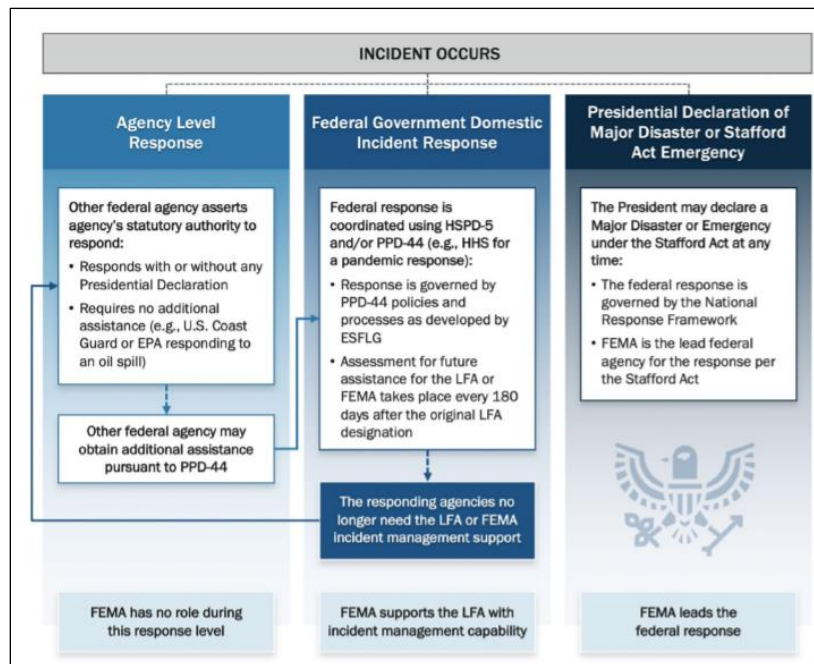 INCIDENT OCCURS
Agency Level
Response
Other federal agency asserts
agency's statutory authority to
respond:
• Responds with or without any
Presidential Declaration
• Requires no additional
assistance (e.g., U.S. Coast
Guard or EPA responding to
an oil spill)
Other federal agency may
obtain additional assistance
pursuant to PPD-44
FEMA has no role during
this response level
Federal Government Domestic
Incident Response
Federal response is
coordinated using HSPD-5
and/or PPD-44 (e.g., HHS for
a pandemic response):
• Response is governed by
PPD-44 policies and
processes as developed by
ESFLG
• Assessment for future
assistance for the LFA or
FEMA takes place every 180
days after the original LFA
designation
The responding agencies no
longer need the LFA or FEMA
incident management support
FEMA supports the LFA with
incident management capability
Presidential Declaration of
Major Disaster or Stafford
Act Emergency
The President may declare a
Major Disaster or Emergency
under the Stafford Act at any
time:
• The federal response is
governed by the National
Response Framework
• FEMA is the lead federal
agency for the response per
the Stafford Act
FEMA leads the
federal response